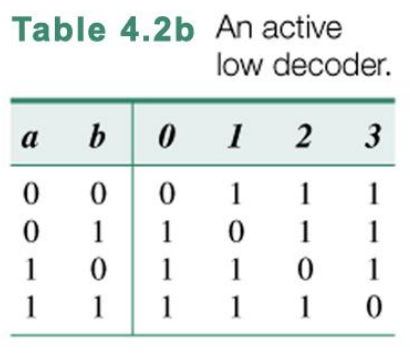 Table 4.2b An active
low decoder.
a b 0 1 2 3
0 0 0 1 1 1
0 1 1 0 1 1
1 0 1 1 0 1
1 1 1 1 1 0